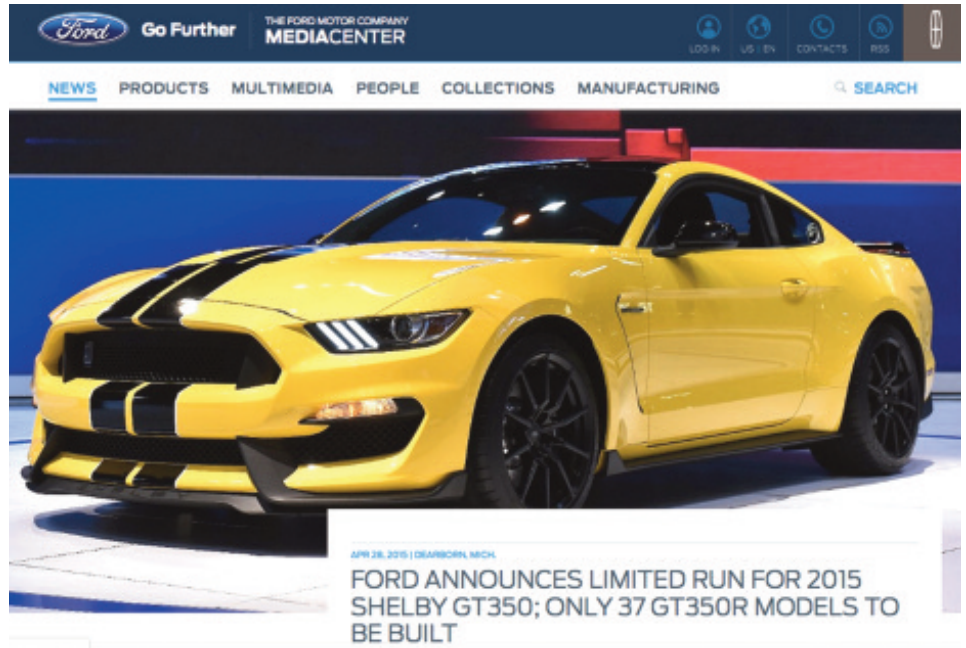 Ford Go Further
THE FORD MOTOR COMPANY
MEDIACENTER
LOG IN
US | EN
CONTACTS
RSS
NEWS PRODUCTS MULTIMEDIA PEOPLE COLLECTIONS MANUFACTURING SEARCH
APR 28, 2015 | DEARBORN, MICH.
FORD ANNOUNCES LIMITED RUN FOR 2015
SHELBY GT350; ONLY 37 GT350R MODELS TO
BE BUILT